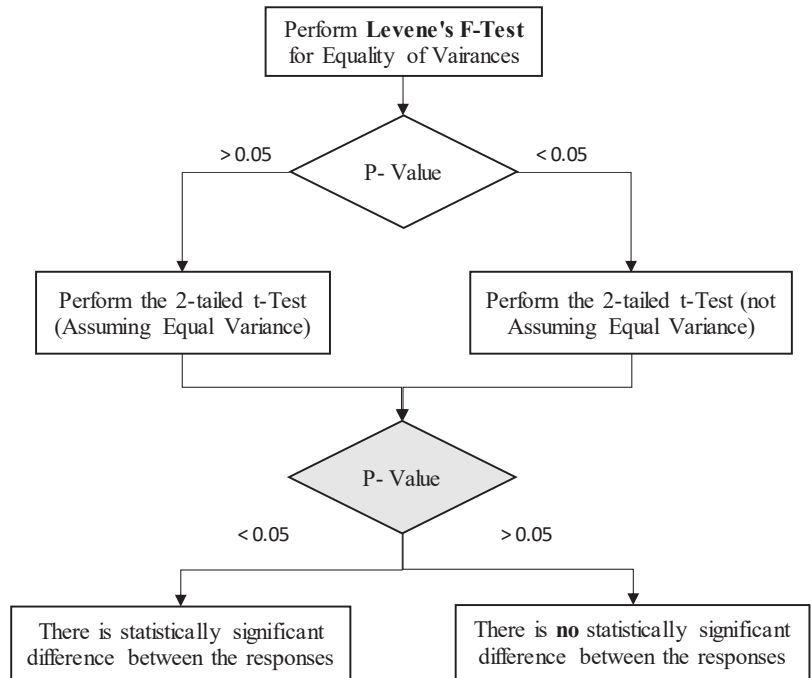 Perform Levene's F-Test
for Equality of Vairances
> 0.05
< 0.05
P- Value
Perform the 2-tailed t-Test
(Assuming Equal Variance)
Perform the 2-tailed t-Test (not
Assuming Equal Variance)
P- Value
< 0.05
> 0.05
There is statistically significant
difference between the responses
There is no statistically significant
difference between the responses